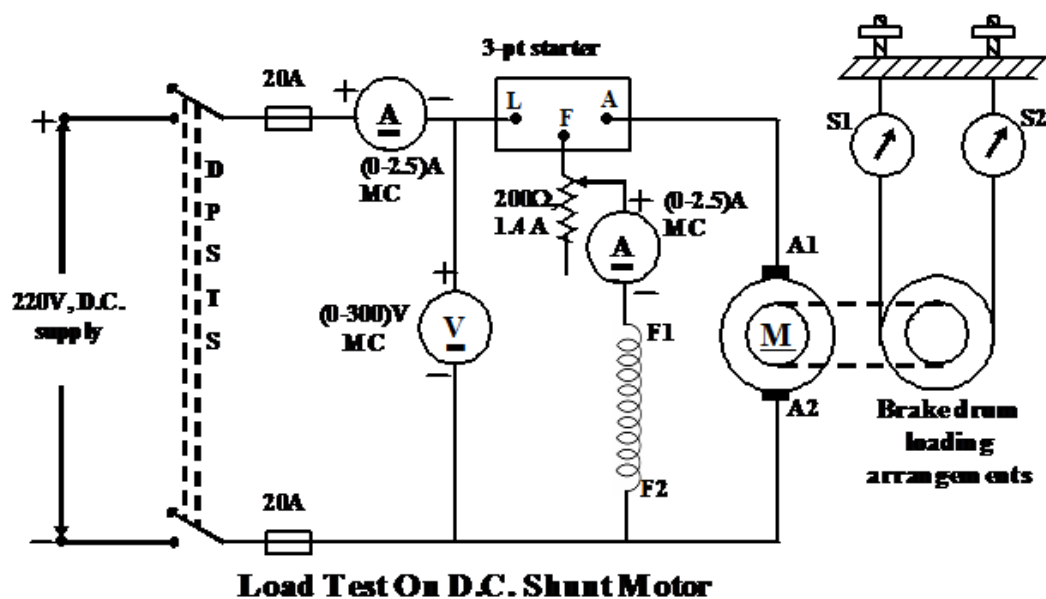 3-pt starter
20A
+
A
−
L
F
A
S1
S2
+
(0-2.5)A
MC
D
P
S
T
S
200Ω,
1.4 A
+
(0-2.5)A
MC
A
−
A1
220V, D.C.
supply
+
(0-300)V
MC
V
−
F1
M
A2
Brake drum
loading
arrangements
F2
20A
−
Load Test On D.C. Shunt Motor